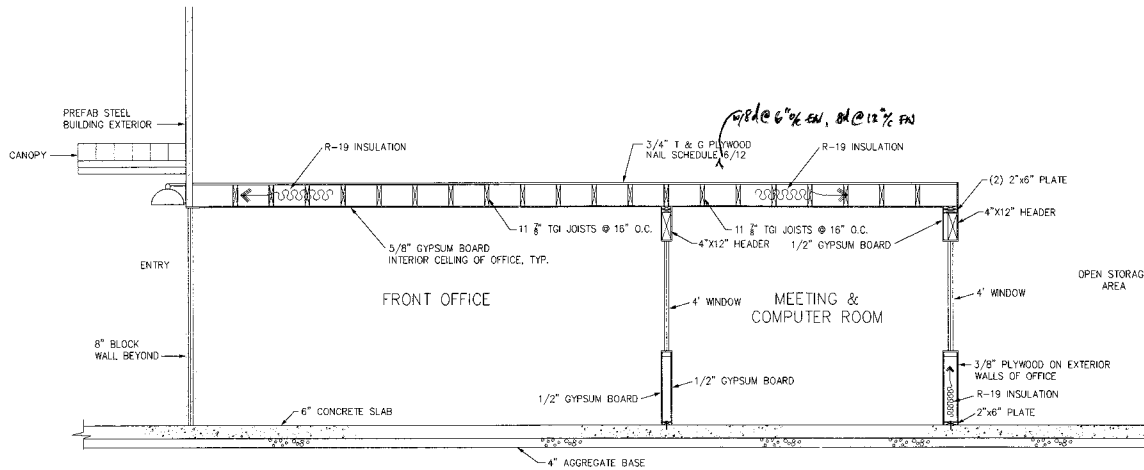 w/8d@ 6" o/c EN, 8d@12" o/c FN
PREFAB STEEL
BUILDING EXTERIOR
CANOPY
R-19 INSULATION
3/4" T & G PLYWOOD
NAIL SCHEDULE 6/12
R-19 INSULATION
(2) 2"x6" PLATE
4"X12" HEADER
11 7/8" TGI JOISTS @ 16" O.C.
4"X12" HEADER
11 7/8" TGI JOISTS @ 16" O.C.
1/2" GYPSUM BOARD
5/8" GYPSUM BOARD
INTERIOR CEILING OF OFFICE, TYP.
ENTRY
FRONT OFFICE
4' WINDOW
MEETING &
COMPUTER ROOM
4' WINDOW
OPEN STORAG
AREA
8" BLOCK
WALL BEYOND
1/2" GYPSUM BOARD
1/2" GYPSUM BOARD
3/8" PLYWOOD ON EXTERIOR
WALLS OF OFFICE
R-19 INSULATION
2"x6" PLATE
6" CONCRETE SLAB
4" AGGREGATE BASE